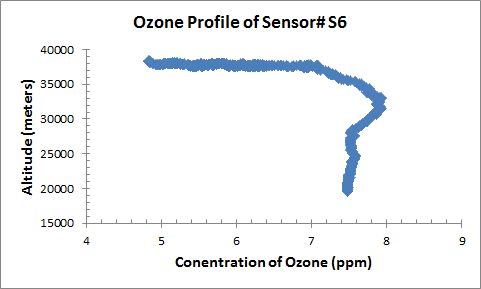 Ozone Profile of Sensor# S6
40000
35000
30000
25000
20000
15000
Altitude (meters)
4 5 6 7 8 9
Conentration of Ozone (ppm)